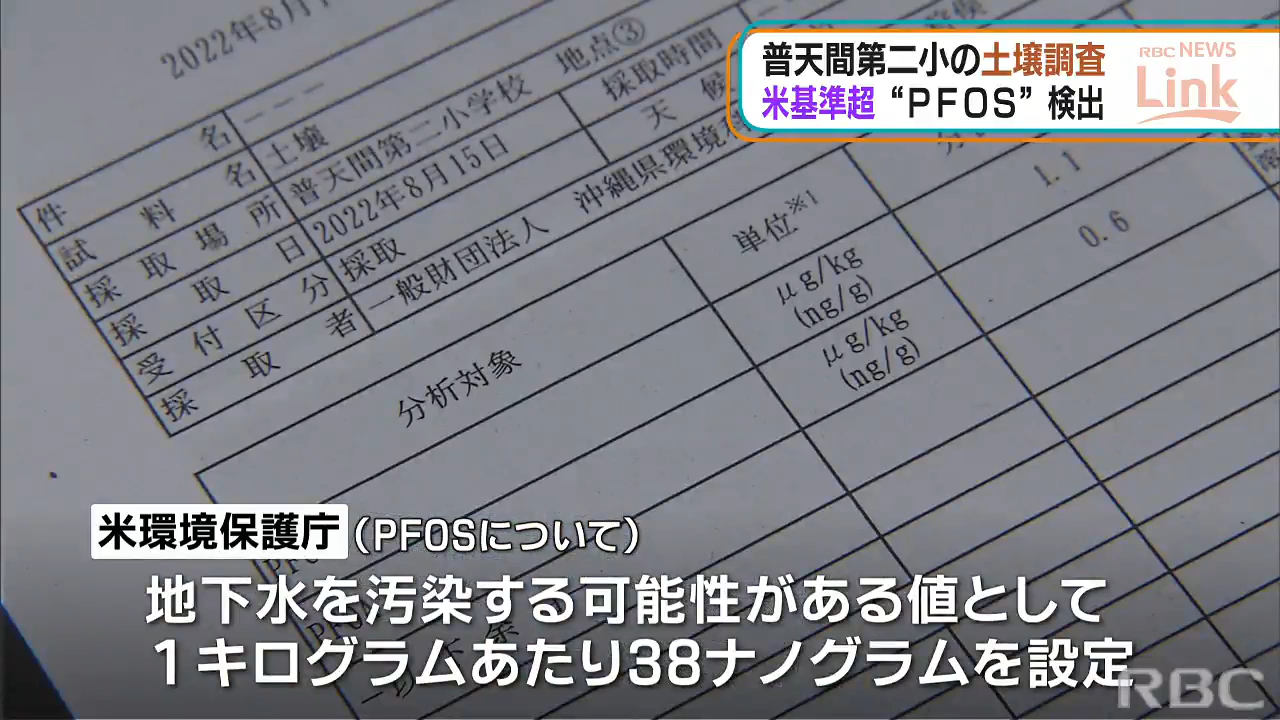 2022年8月1
普天間第二小の土壌調査
米基準超 “PFOS” 検出
RBC NEWS
Link
件 名 ---
試 料 名 土壌
採取場所 普天間第二小学校 地点③ 採取時間
採 取 日 2022年8月15日 天 候
受付区分 採取
採 取 者 一般財団法人 沖縄県環境科
分析対象 単位※1
μg/kg 1.1
(ng/g)
μg/kg 0.6
(ng/g)
米環境保護庁 (PFOSについて)
地下水を汚染する可能性がある値として
1キログラムあたり38ナノグラムを設定
RBC